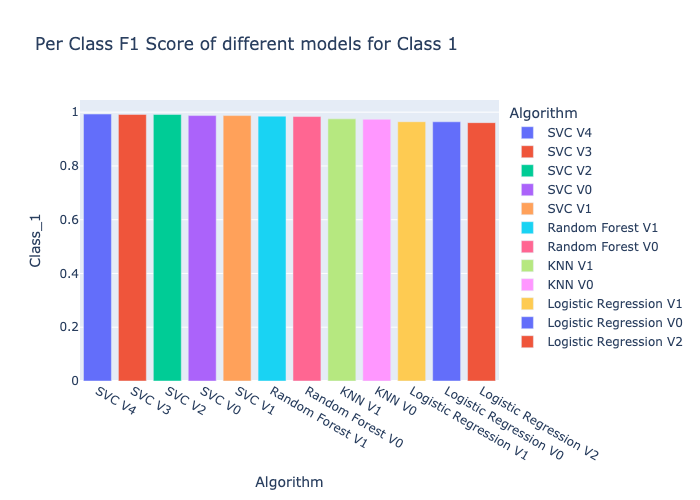 Per Class F1 Score of different models for Class 1
Class_1
1
0.8
0.6
0.4
0.2
0
SVC V4
SVC V3
SVC V2
SVC V0
SVC V1
Random Forest V1
Random Forest V0
KNN V1
KNN V0
Logistic Regression V1
Logistic Regression V0
Logistic Regression V2
Algorithm
Algorithm
SVC V4
SVC V3
SVC V2
SVC V0
SVC V1
Random Forest V1
Random Forest V0
KNN V1
KNN V0
Logistic Regression V1
Logistic Regression V0
Logistic Regression V2